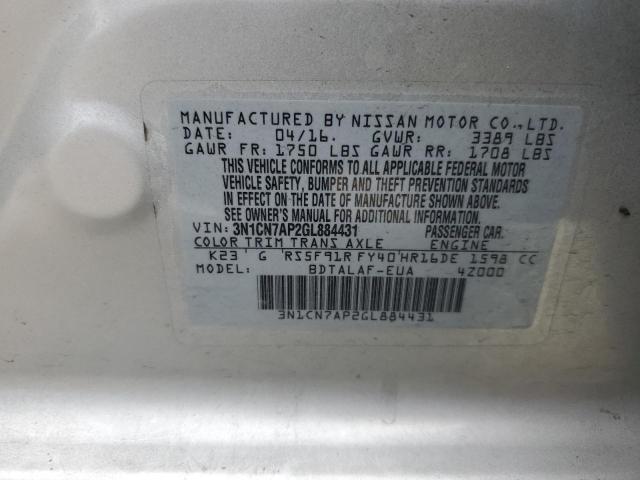 MANUFACTURED BY NISSAN MOTOR CO., LTD.
DATE: 04/16. GVWR: 3389 LBS
GAWR FR: 1750 LBS GAWR RR: 1708 LBS
THIS VEHICLE CONFORMS TO ALL APPLICABLE FEDERAL MOTOR
VEHICLE SAFETY, BUMPER AND THEFT PREVENTION STANDARDS
IN EFFECT ON THE DATE OF MANUFACTURE SHOWN ABOVE.
SEE OWNER'S MANUAL FOR ADDITIONAL INFORMATION.
VIN: 3N1CN7AP2GL884431 PASSENGER CAR.
COLOR TRIM TRANS AXLE ENGINE
K23 G RS5F91R FY40 HR16DE 1598 CC
MODEL: BDTALAF-EUA 4Z000
3N1CN7AP2GL884431